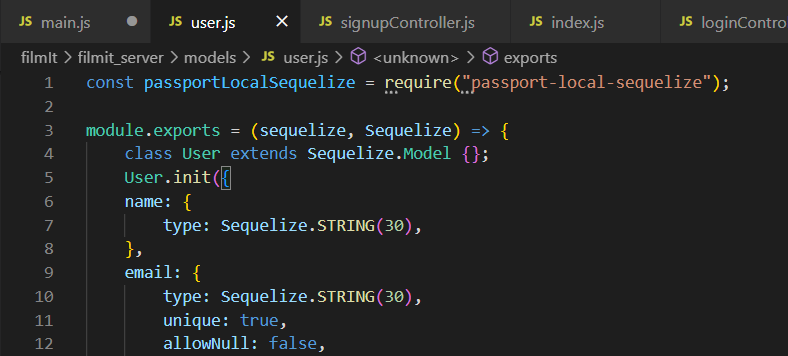 JS main.js ● JS user.js × JS signupController.js JS index.js JS loginContro
filmIt > filmit_server > models > JS user.js > <unknown> > exports
1 const passportLocalSequelize = require("passport-local-sequelize");
2
3 module.exports = (sequelize, Sequelize) => {
4 class User extends Sequelize.Model {};
5 User.init({
6 name: {
7 type: Sequelize.STRING(30),
8 },
9 email: {
10 type: Sequelize.STRING(30),
11 unique: true,
12 allowNull: false,